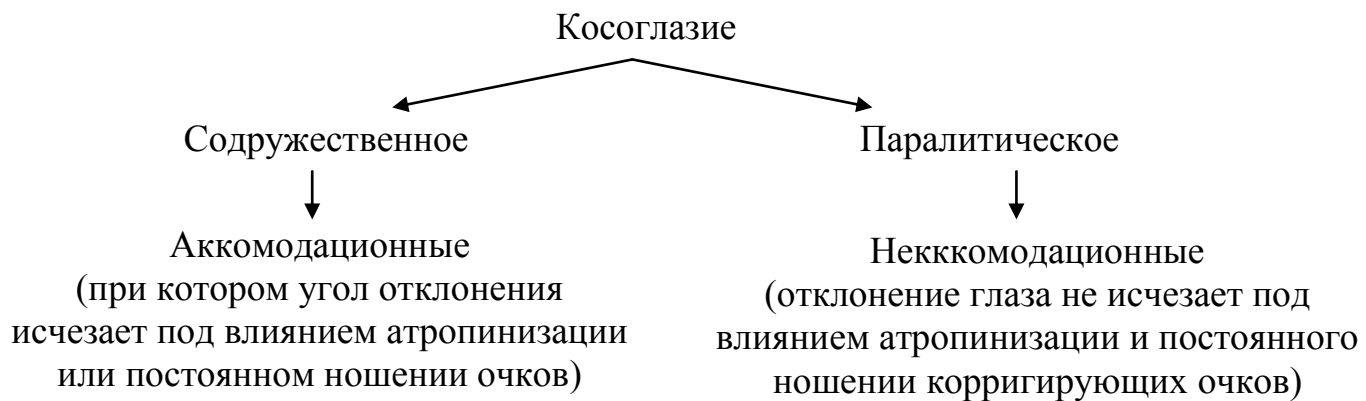 Косоглазие
Содружественное
Паралитическое
Аккомодационные
(при котором угол отклонения
исчезает под влиянием атропинизации
или постоянном ношении очков)
Некккомодационные
(отклонение глаза не исчезает под
влиянием атропинизации и постоянного
ношении корригирующих очков)